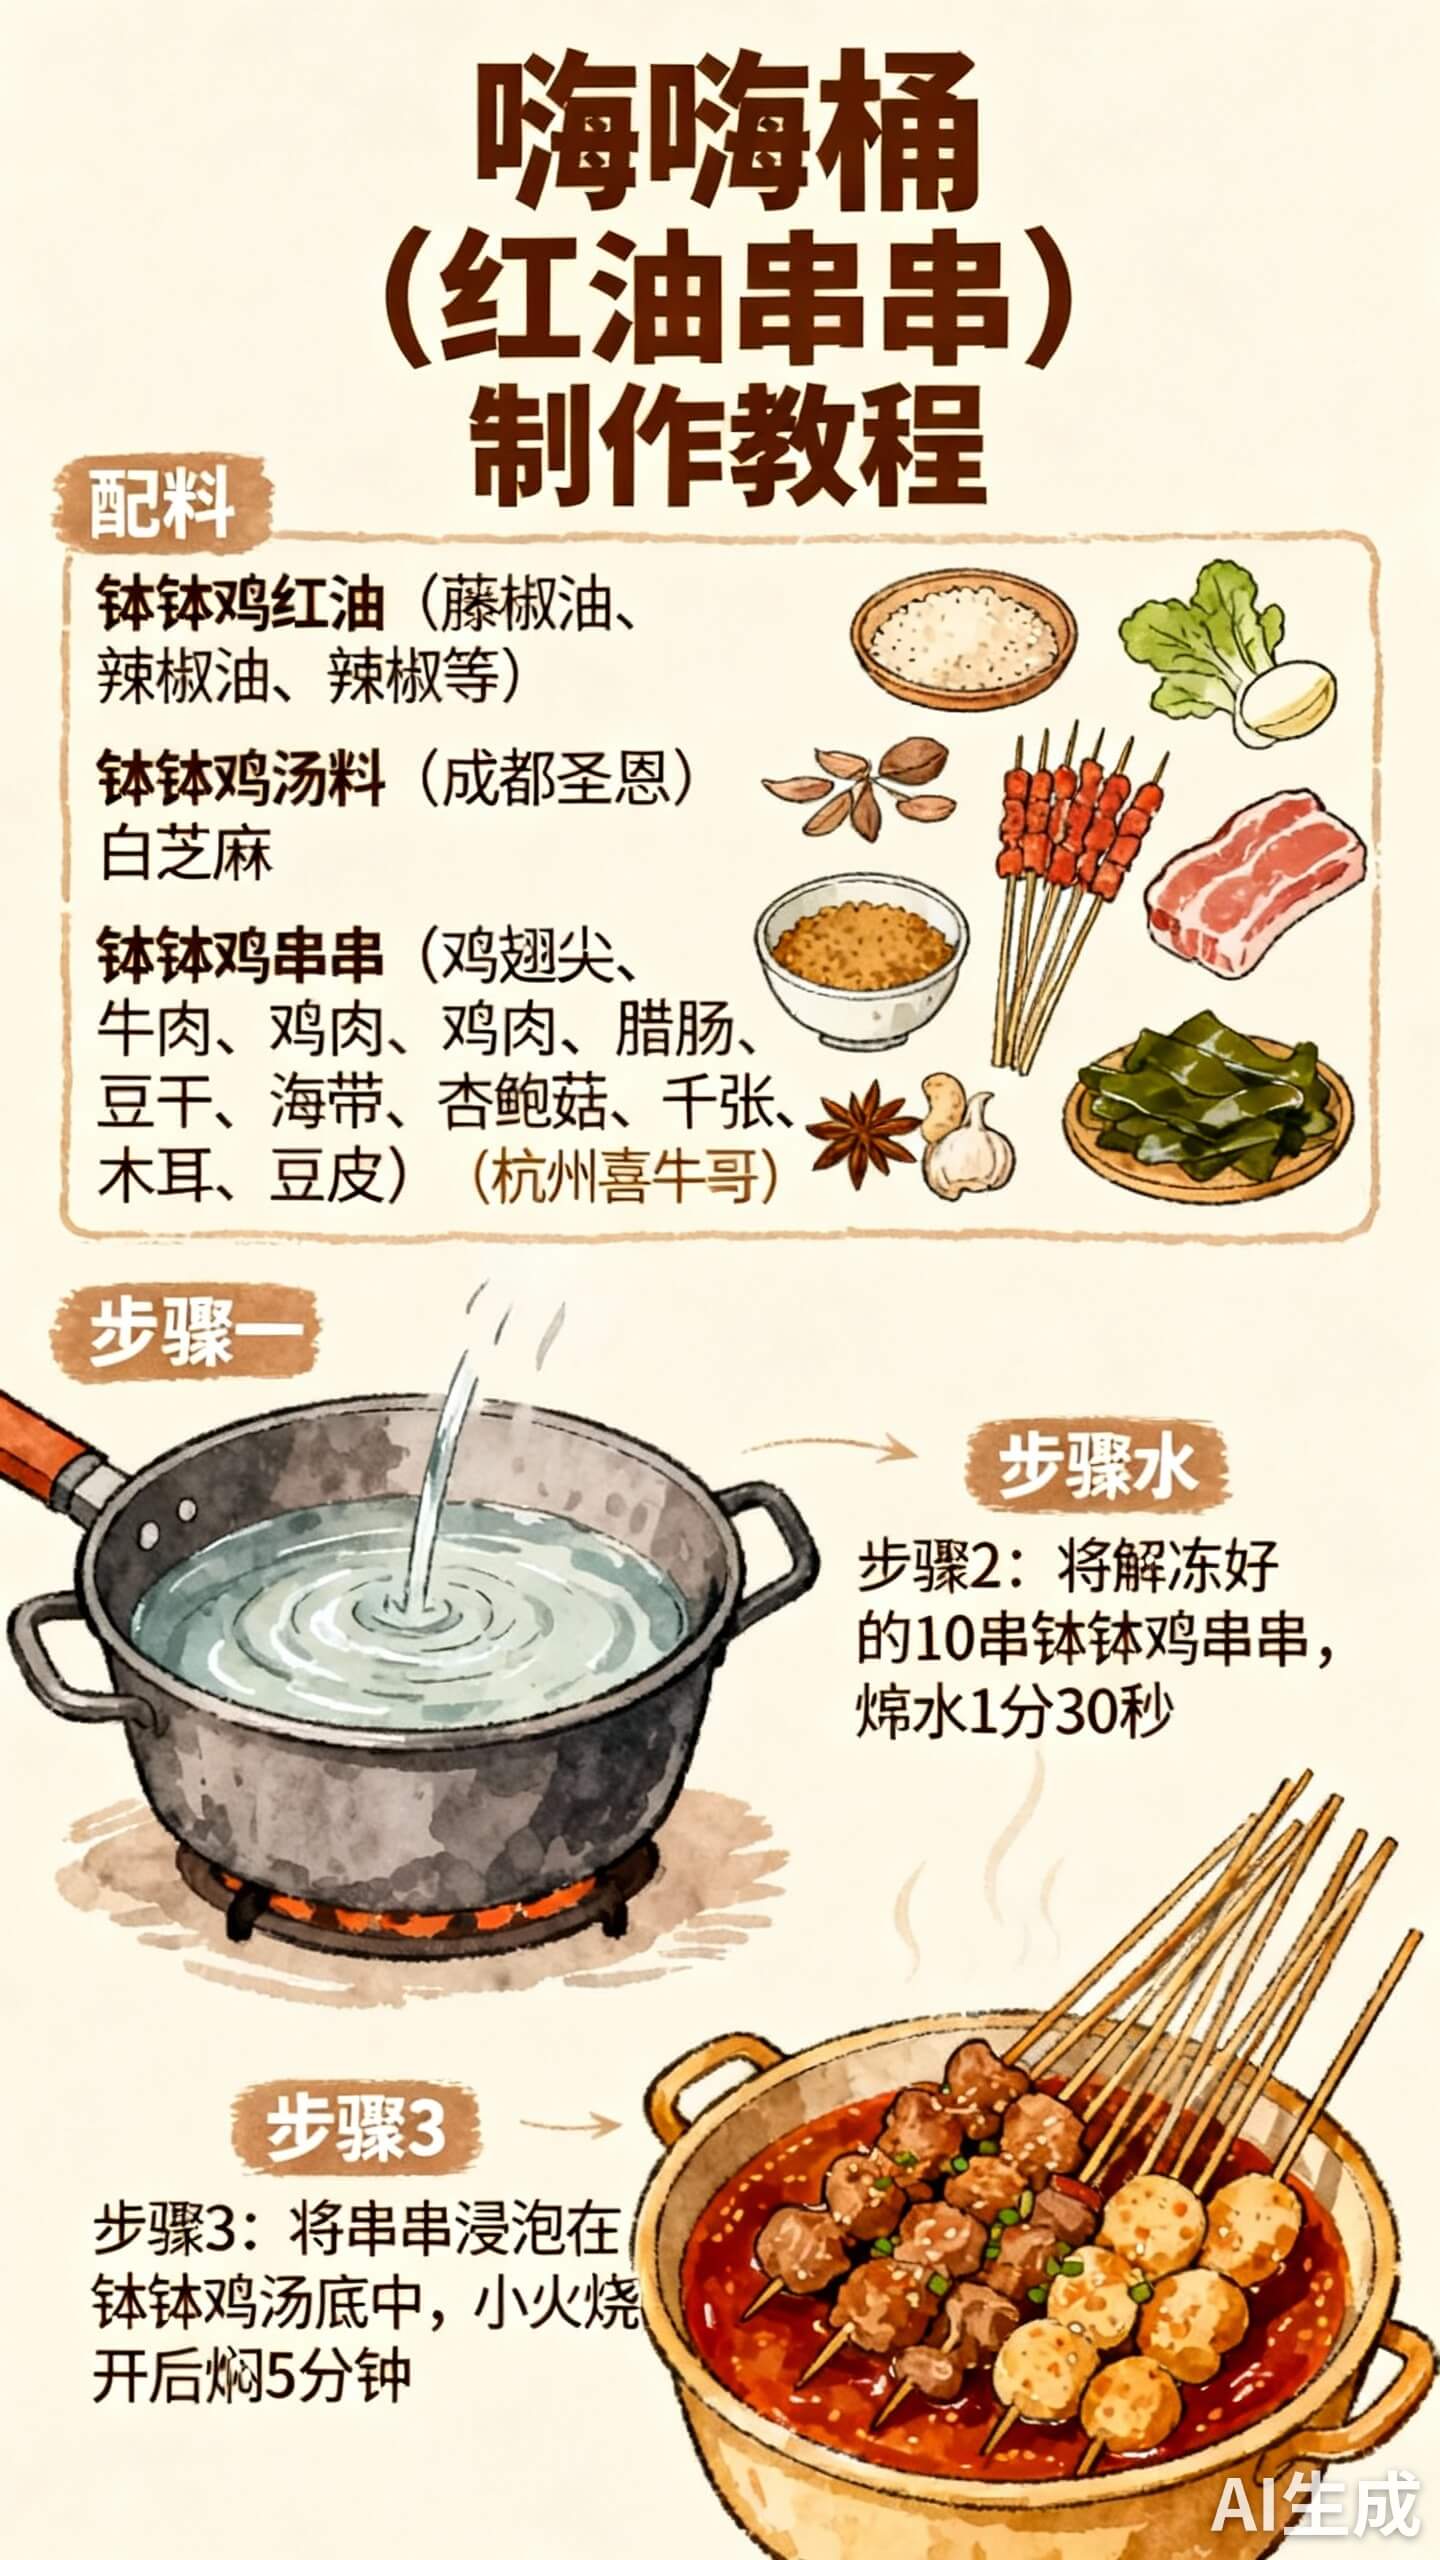 嗨嗨桶
（红油串串）
制作教程
配料
钵钵鸡红油（藤椒油、
辣椒油、辣椒等）
钵钵鸡汤料（成都圣恩）
白芝麻
钵钵鸡串串（鸡翅尖、
牛肉、鸡肉、鸡肉、腊肠、
豆干、海带、杏鲍菇、千张、
木耳、豆皮）（杭州喜牛哥）
步骤一
步骤水
步骤2：将解冻好
的10串钵钵鸡串串，
水1分30秒
步骤3
步骤3：将串串浸泡在
钵钵鸡汤底中，小火烧
开后焖5分钟
AI生成